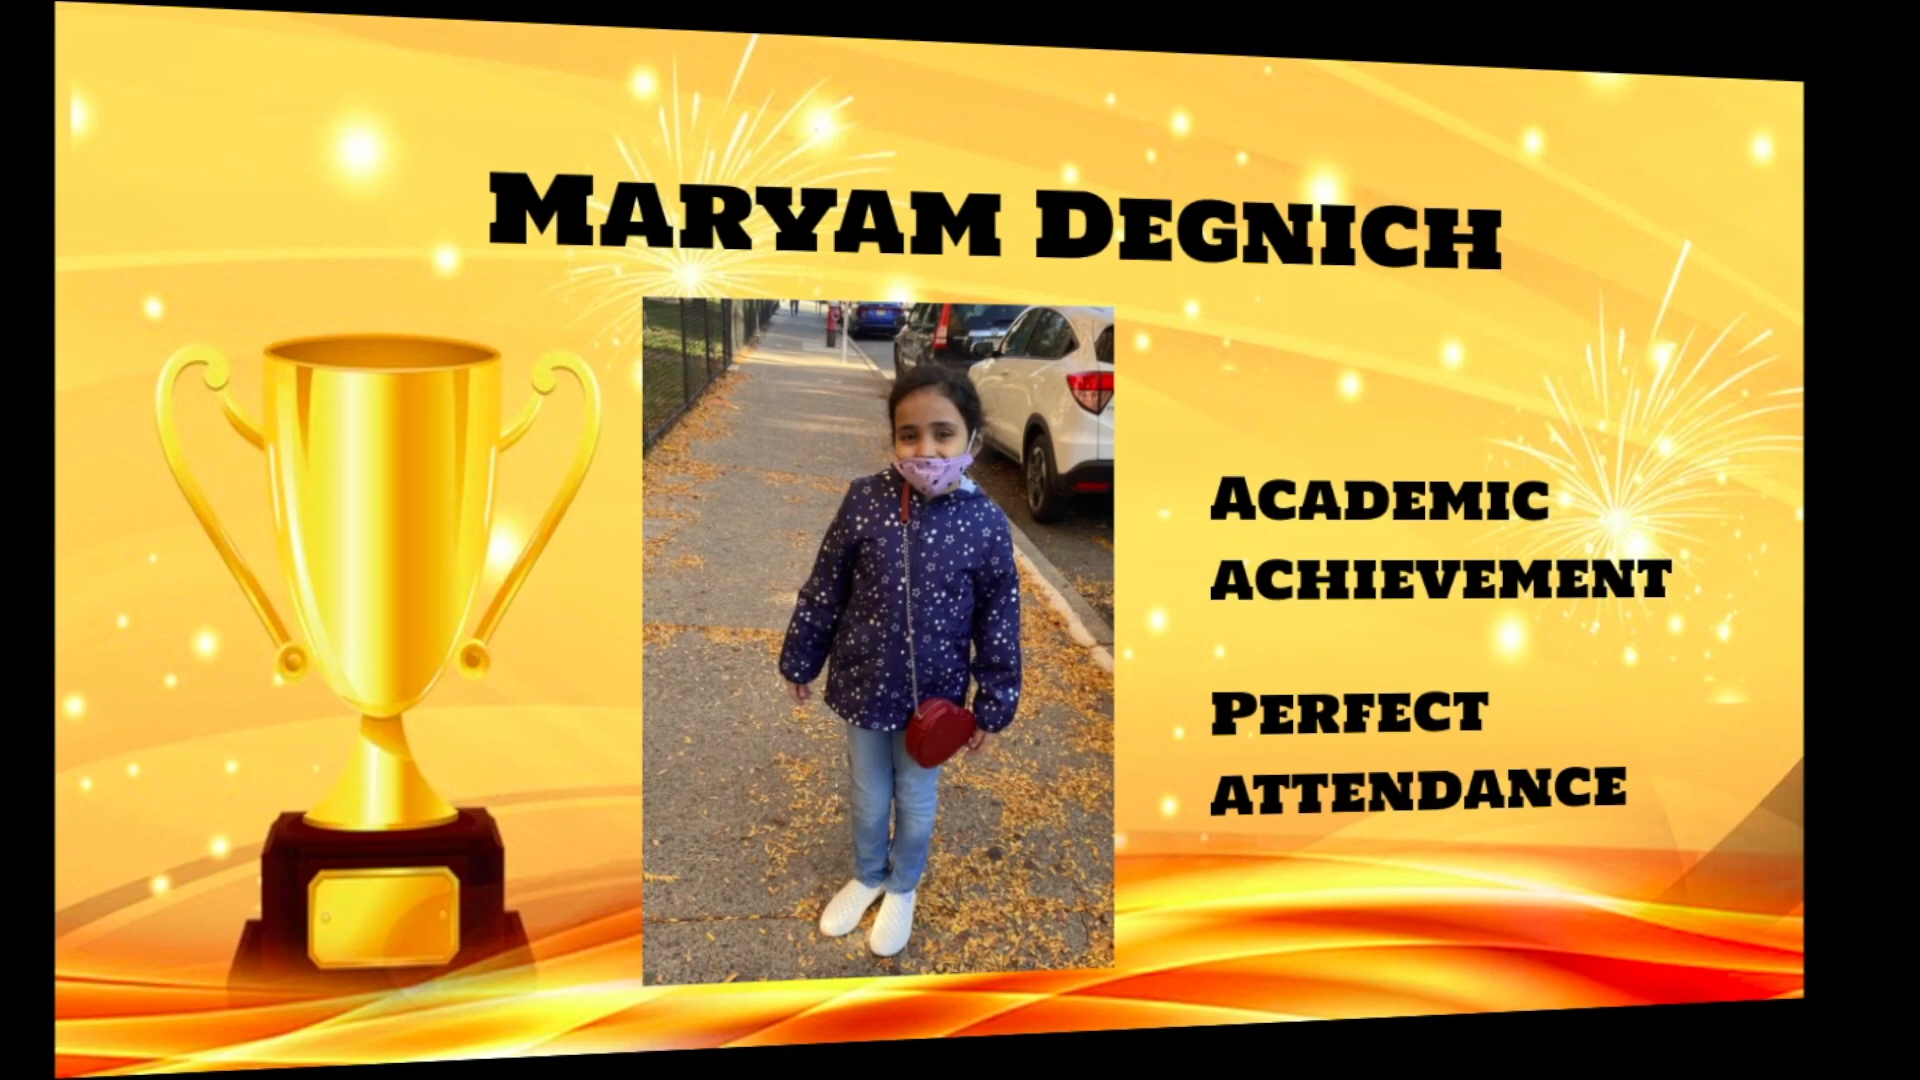 Maryam Degnich
Academic
achievement
Perfect
attendance